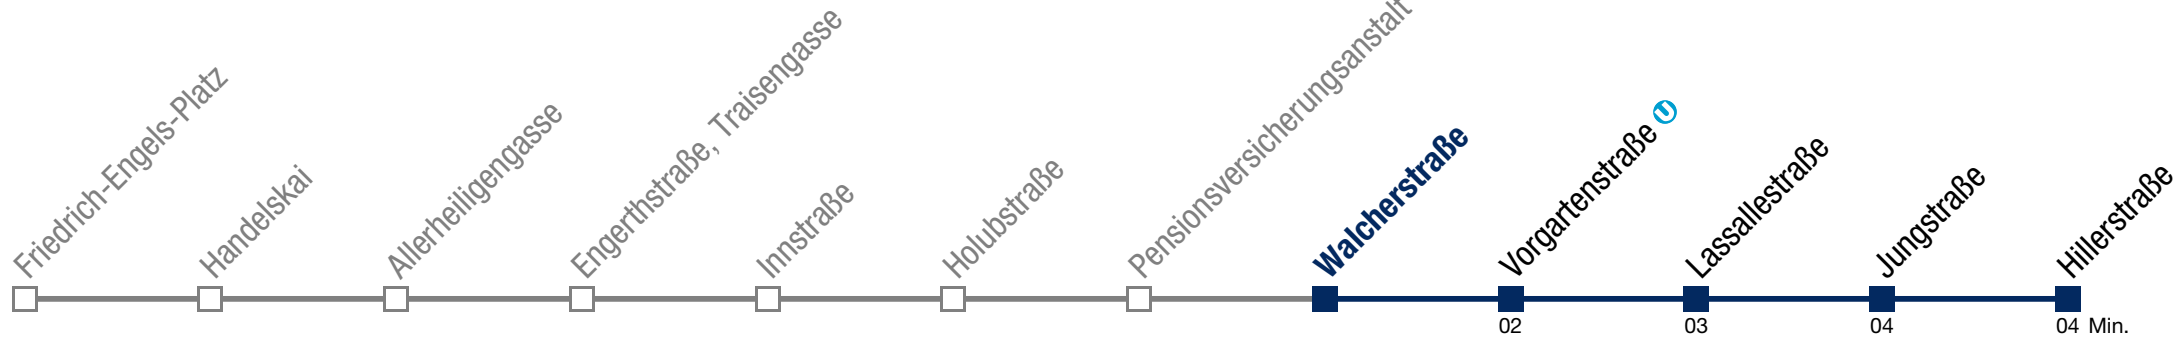 Friedrich-Engels-Platz
Handelskai
Allerheiligengasse
Engerthstraße, Traisengasse
Innstraße
Holubstraße
Pensionsversicherungsanstalt
Walcherstraße
Vorgartenstraße U
Lassallestraße
Jungstraße
Hillerstraße
02 03 04 04 Min.